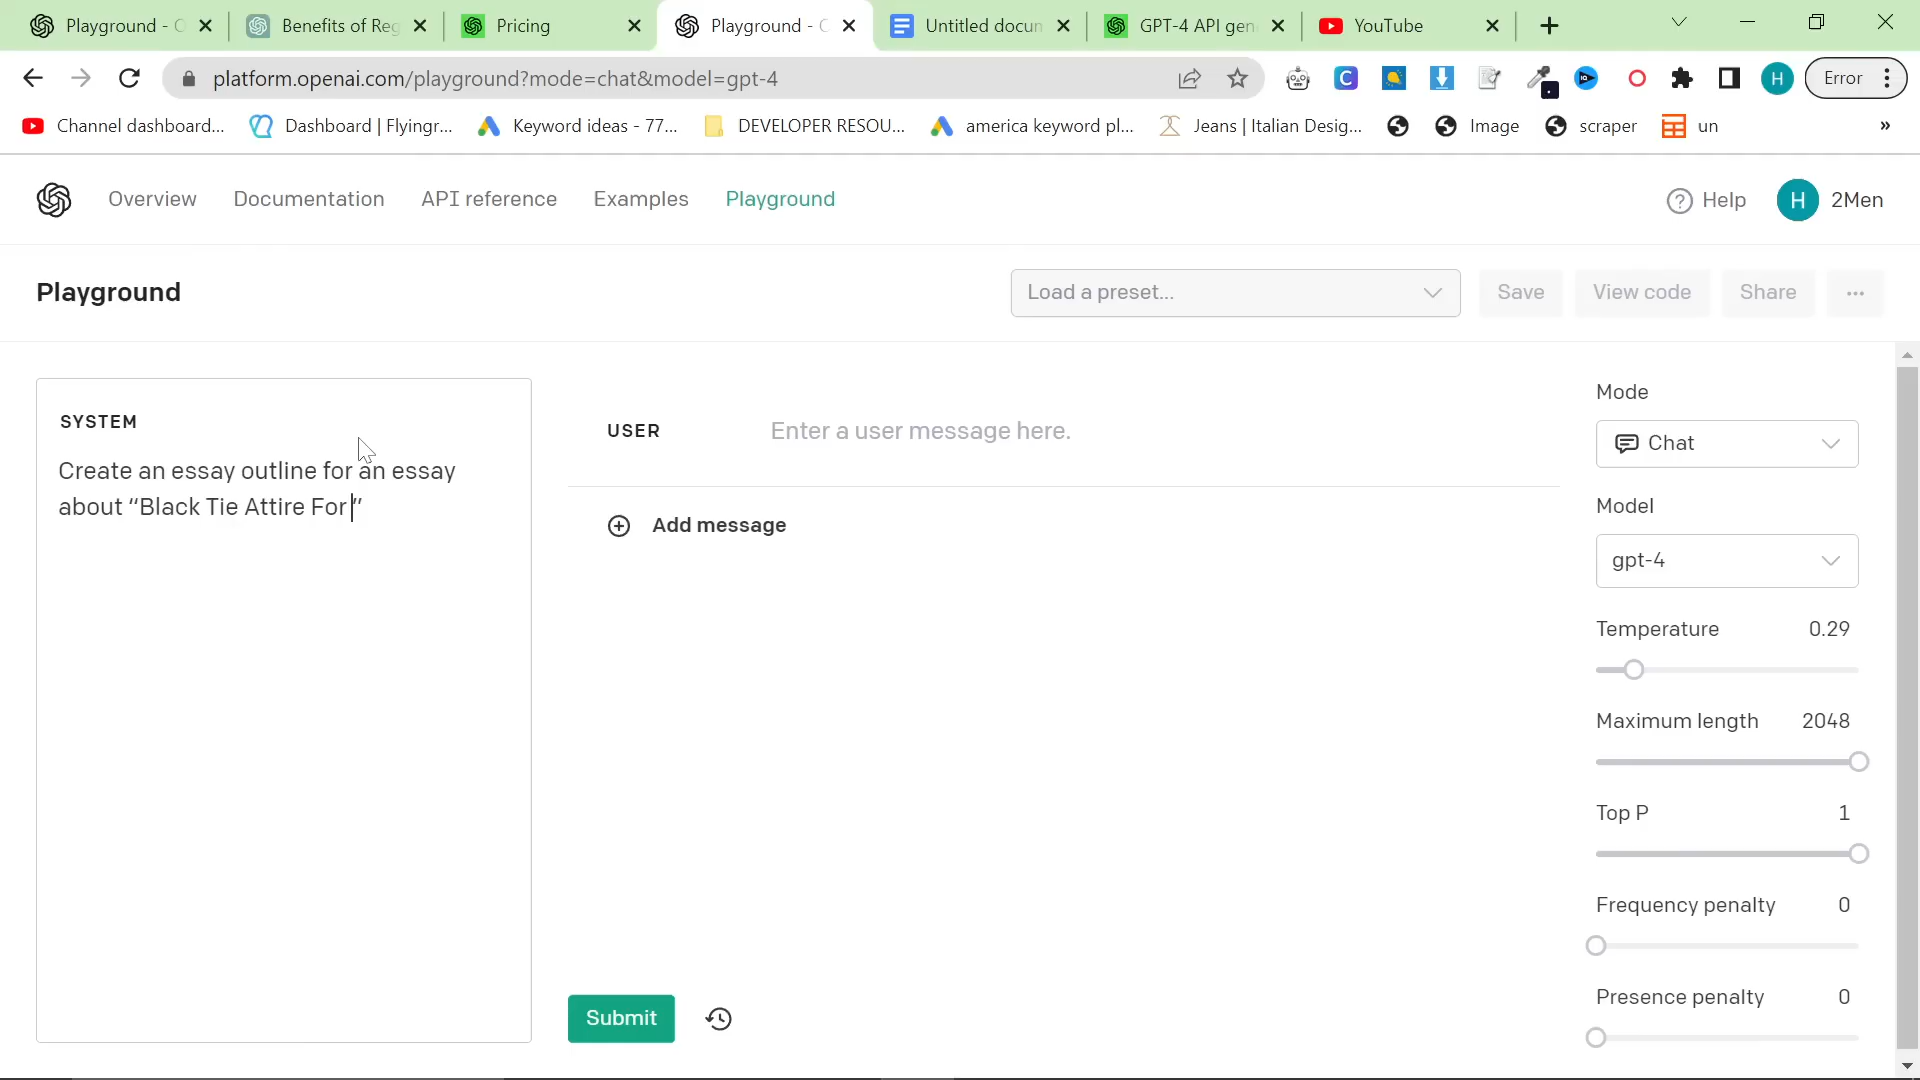 Playground - O
Benefits of Reg
Pricing
Playground - O
Untitled docum
GPT-4 API gen
YouTube
platform.openai.com/playground?mode=chat&model=gpt-4
C
H
Error
Channel dashboard...
Dashboard | Flyingr...
Keyword ideas - 77...
DEVELOPER RESOU...
america keyword pl...
Jeans | Italian Desig...
Image
scraper
un
»
Overview
Documentation
API reference
Examples
Playground
Help
H
2Men
Playground
Load a preset...
Save
View code
Share
...
SYSTEM
Create an essay outline for an essay
about “Black Tie Attire For ”
USER
Enter a user message here.
Add message
Submit
Mode
Chat
Model
gpt-4
Temperature 0.29
Maximum length 2048
Top P 1
Frequency penalty 0
Presence penalty 0